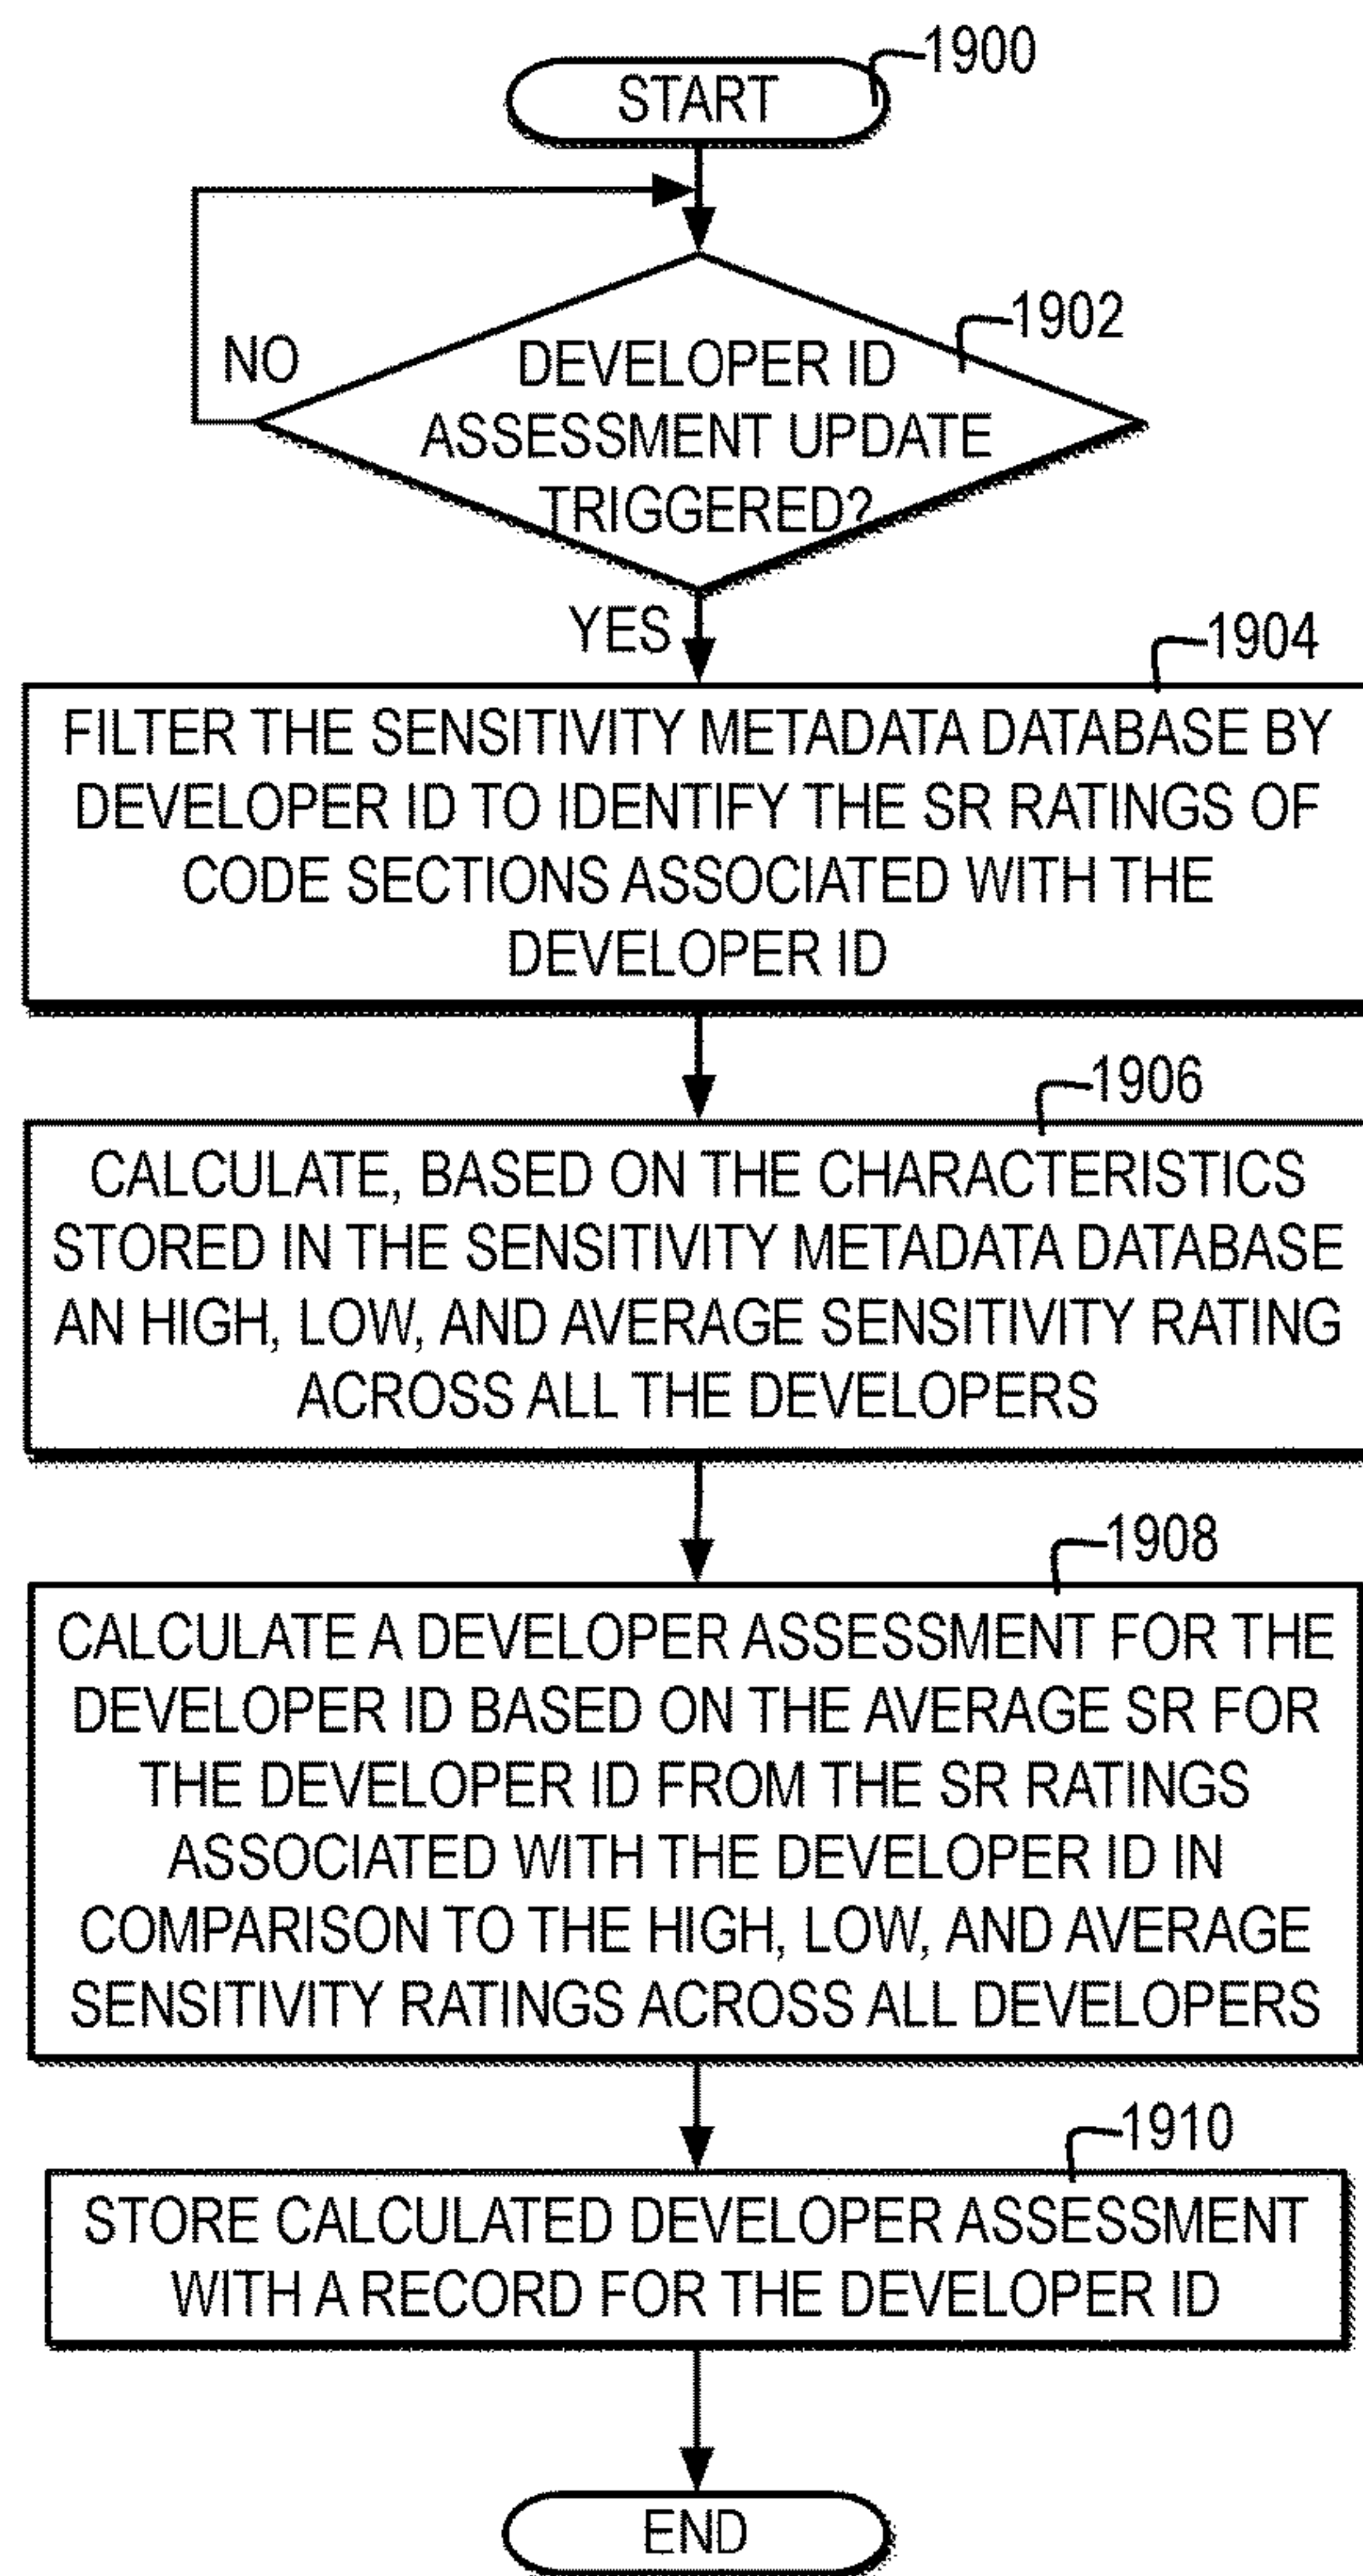 1900
START
1902
NO
DEVELOPER ID
ASSESSMENT UPDATE
TRIGGERED?
YES
1904
FILTER THE SENSITIVITY METADATA DATABASE BY
DEVELOPER ID TO IDENTIFY THE SR RATINGS OF
CODE SECTIONS ASSOCIATED WITH THE
DEVELOPER ID
1906
CALCULATE, BASED ON THE CHARACTERISTICS
STORED IN THE SENSITIVITY METADATA DATABASE
AN HIGH, LOW, AND AVERAGE SENSITIVITY RATING
ACROSS ALL THE DEVELOPERS
1908
CALCULATE A DEVELOPER ASSESSMENT FOR THE
DEVELOPER ID BASED ON THE AVERAGE SR FOR
THE DEVELOPER ID FROM THE SR RATINGS
ASSOCIATED WITH THE DEVELOPER ID IN
COMPARISON TO THE HIGH, LOW, AND AVERAGE
SENSITIVITY RATINGS ACROSS ALL DEVELOPERS
1910
STORE CALCULATED DEVELOPER ASSESSMENT
WITH A RECORD FOR THE DEVELOPER ID
END